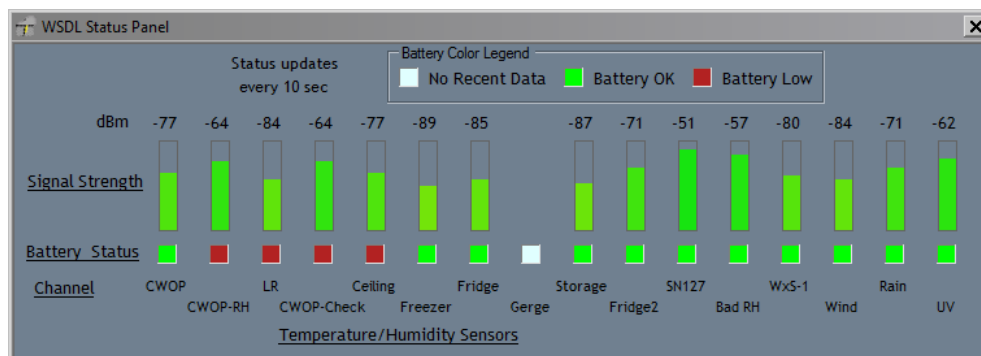 WSDL Status Panel
Status updates
every 10 sec
Battery Color Legend
No Recent Data Battery OK Battery Low
dBm -77 -64 -84 -64 -77 -89 -85 -87 -71 -51 -57 -80 -84 -71 -62
Signal Strength
Battery Status
Channel CWOP LR Ceiling Fridge Storage SN127 WxS-1 Rain
CWOP-RH CWOP-Check Freezer Gerge Fridge2 Bad RH Wind UV
Temperature/Humidity Sensors